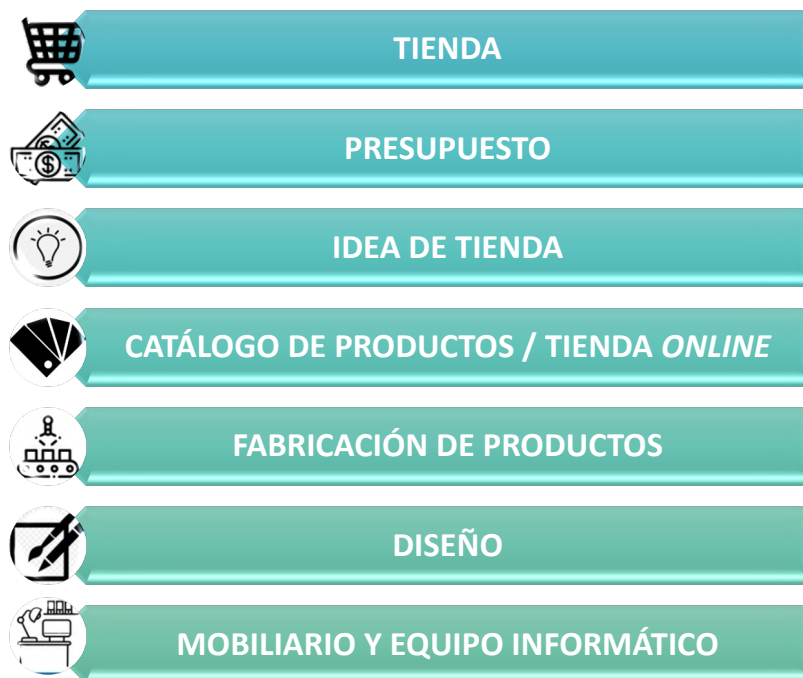 TIENDA
PRESUPUESTO
IDEA DE TIENDA
CATÁLOGO DE PRODUCTOS / TIENDA ONLINE
FABRICACIÓN DE PRODUCTOS
DISEÑO
MOBILIARIO Y EQUIPO INFORMÁTICO